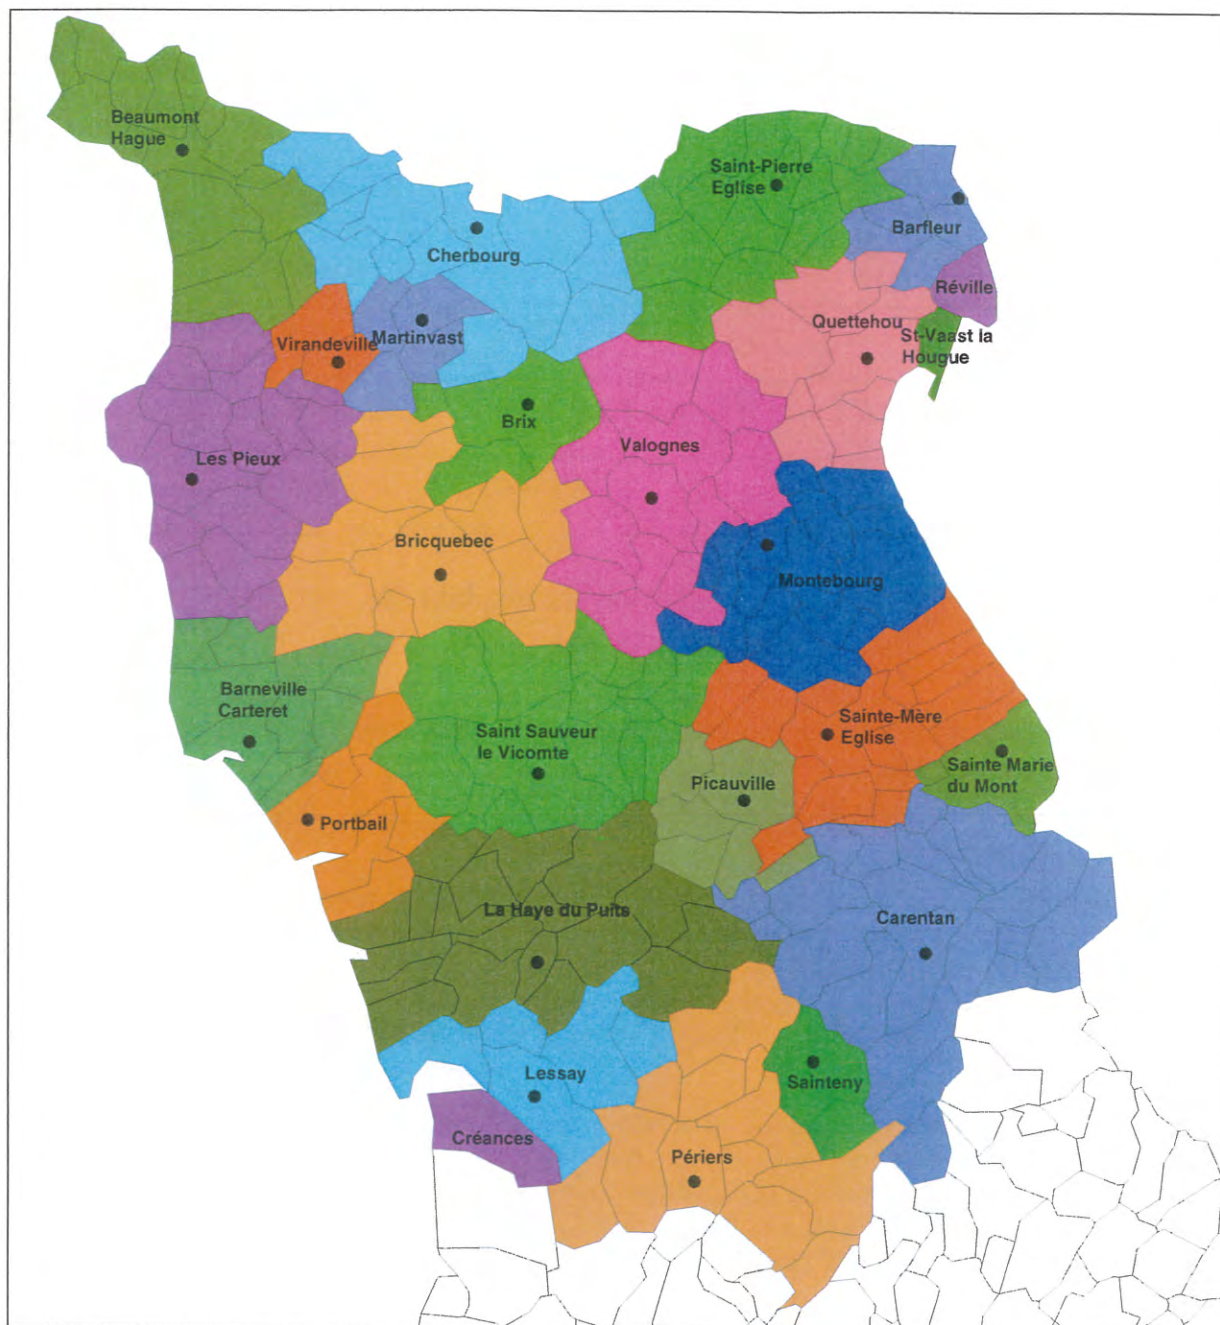 Beaumont
Hague
Saint-Pierre
Eglise
Barfleur
Cherbourg
Réville
Quettehou
St-Vaast la
Hougue
Martinvast
Virandeville
Brix
Valognes
Les Pieux
Bricquebec
Montebourg
Barneville
Carteret
Saint Sauveur
le Vicomte
Sainte-Mère
Eglise
Sainte Marie
du Mont
Picauville
Portbail
La Haye du Puits
Carentan
Lessay
Sainteny
Créances
Périers